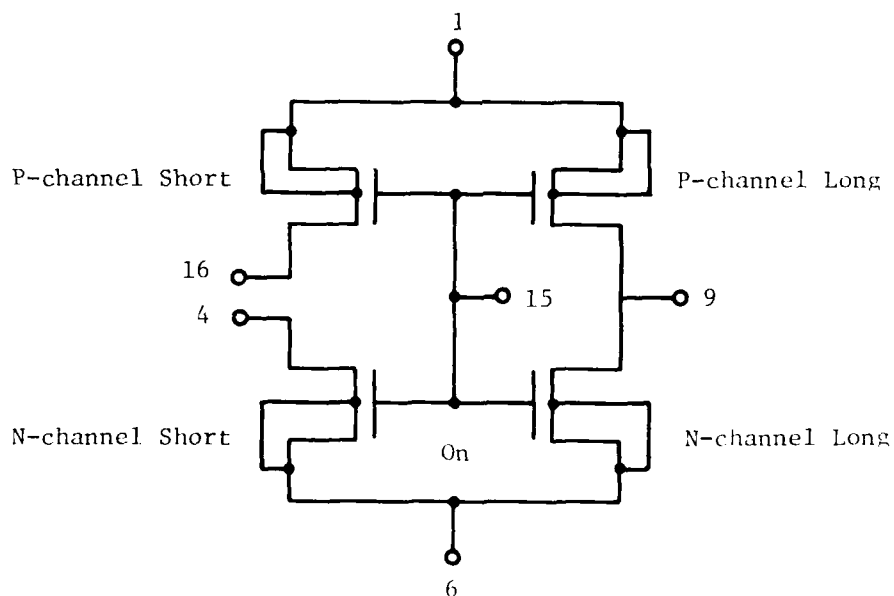 1
P-channel Short
P-channel Long
16
15
9
4
N-channel Short
On
N-channel Long
6